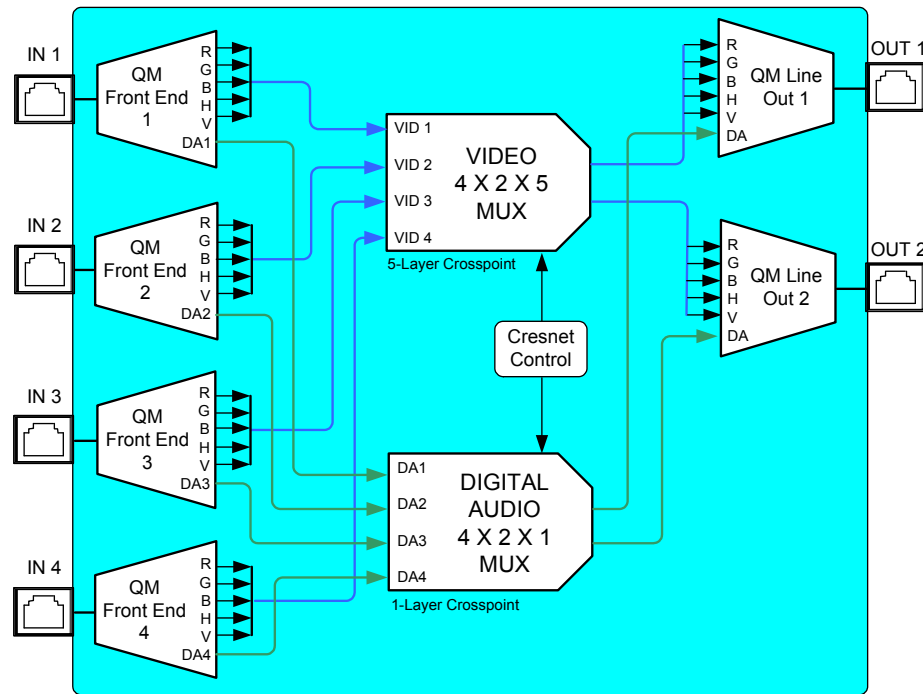 IN 1
QM
Front End
1
R
G
B
H
V
DA1
IN 2
QM
Front End
2
R
G
B
H
V
DA2
IN 3
QM
Front End
3
R
G
B
H
V
DA3
IN 4
QM
Front End
4
R
G
B
H
V
DA4
VID 1
VID 2
VID 3
VID 4
VIDEO
4 X 2 X 5
MUX
5-Layer Crosspoint
Cresnet
Control
DA1
DA2
DA3
DA4
DIGITAL
AUDIO
4 X 2 X 1
MUX
1-Layer Crosspoint
R
G
B
H
V
DA
QM Line
Out 1
OUT 1
R
G
B
H
V
DA
QM Line
Out 2
OUT 2